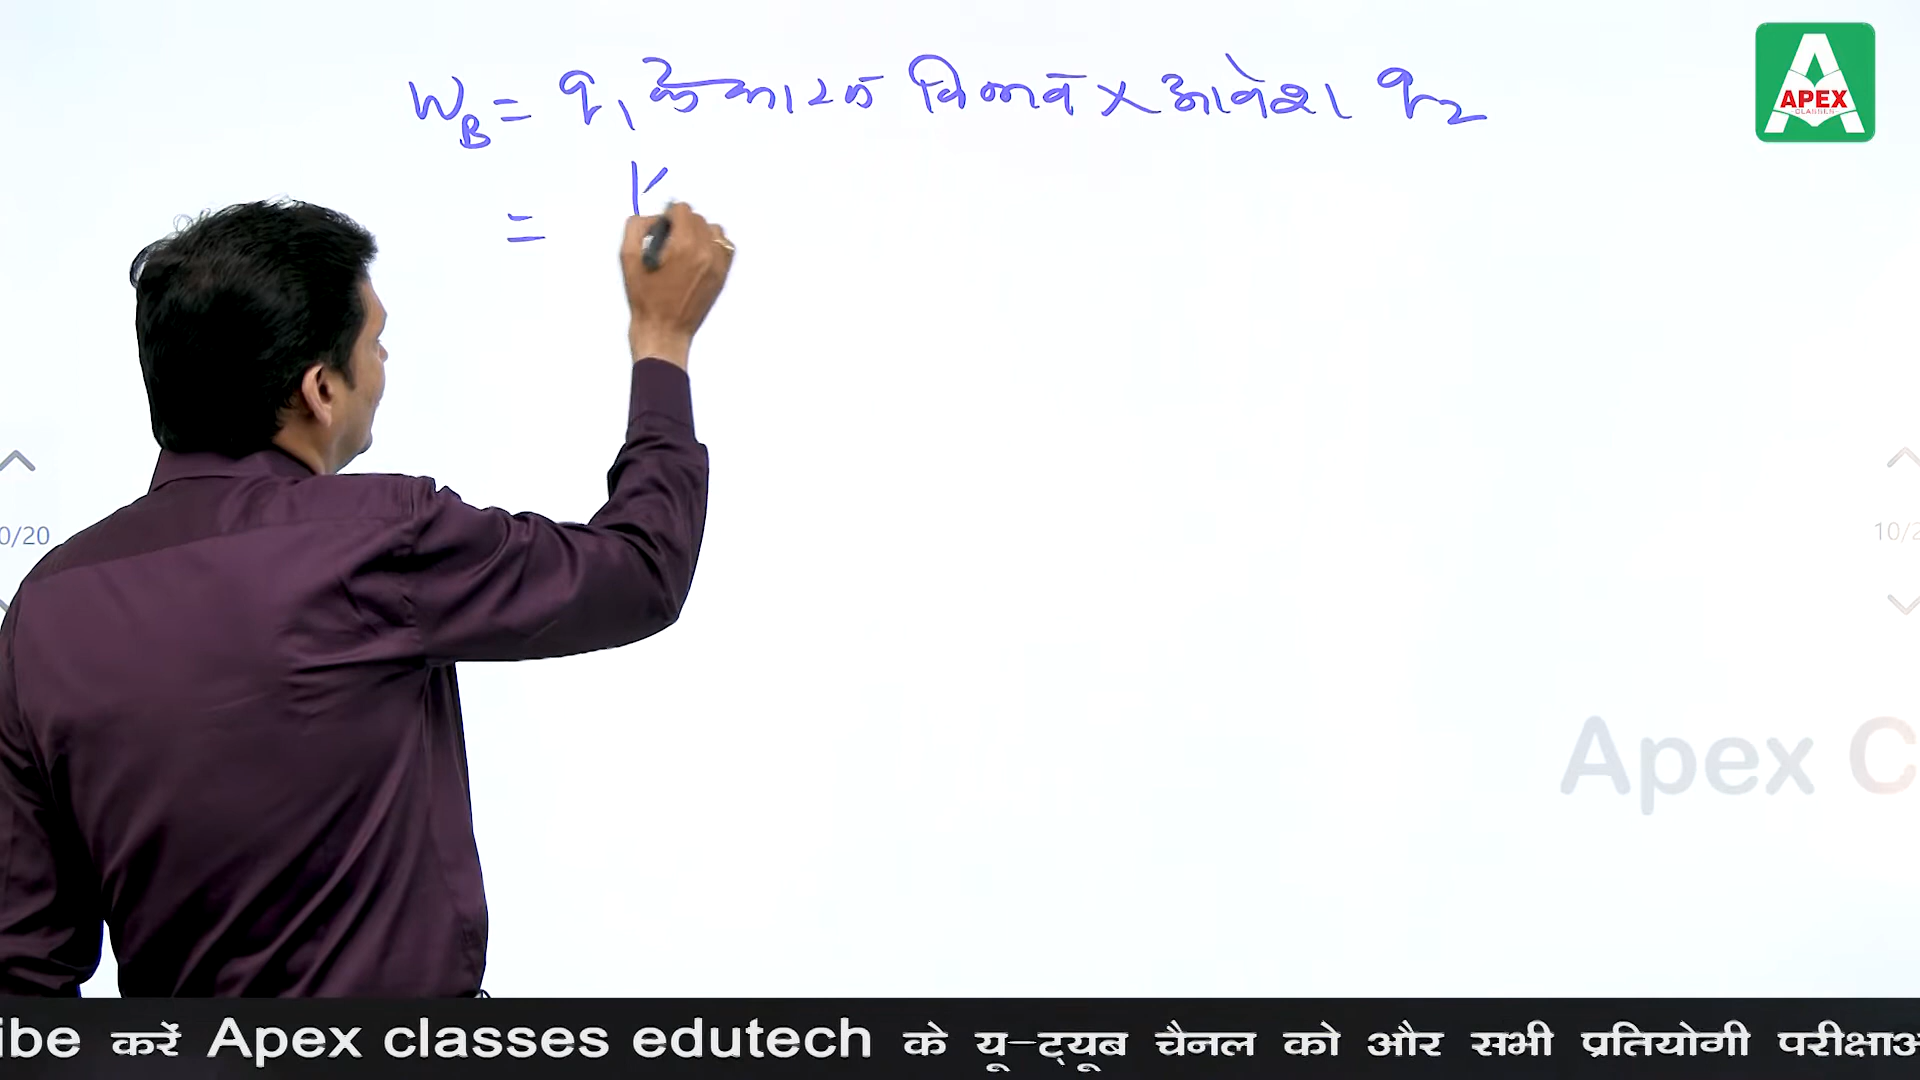 W_B = q₁ के कारण विभव × आवेश q₂
= K
APEX
CLASSES
0/20
10/2
Apex C
ibe करें Apex classes edutech के यू-ट्यूब चैनल को और सभी प्रतियोगी परीक्षाअ